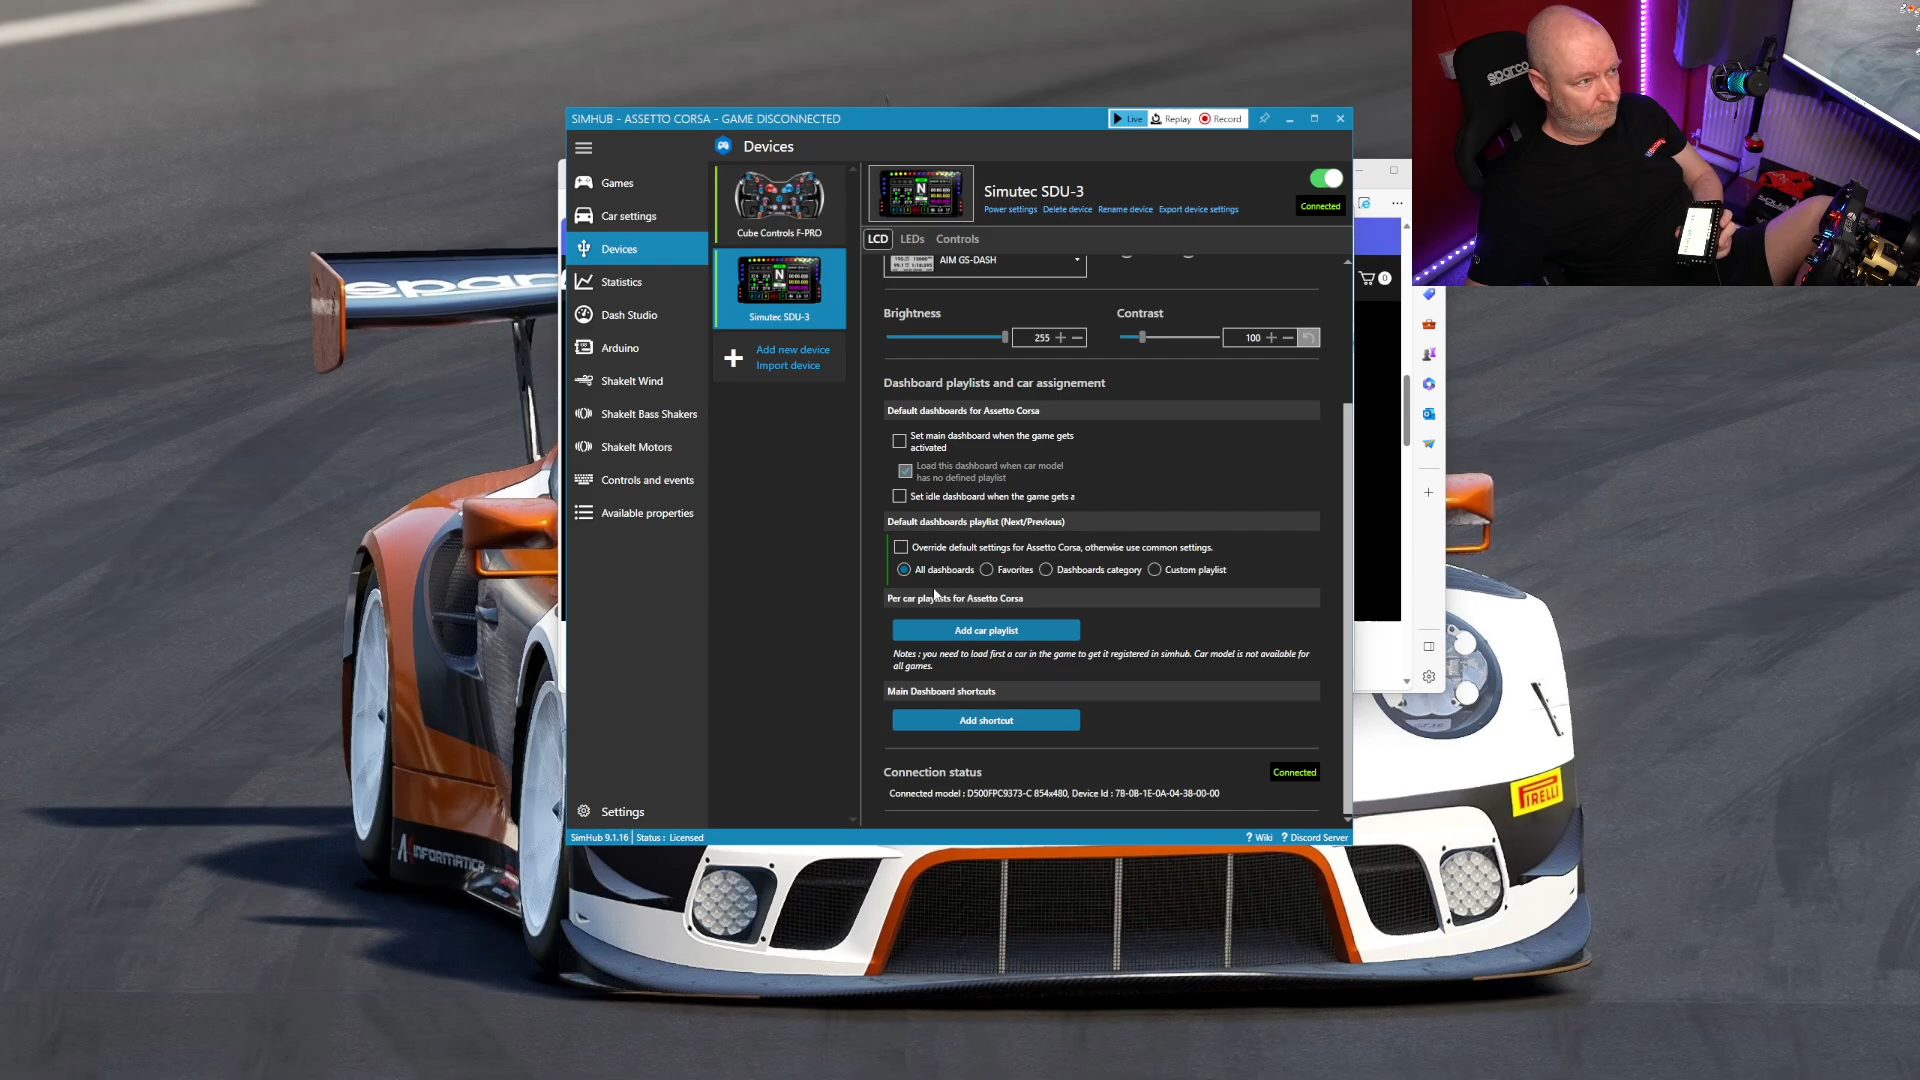 SIMHUB - ASSETTO CORSA - GAME DISCONNECTED
Live
Replay
Record
Devices
Games
Car settings
Devices
Statistics
Dash Studio
Arduino
ShakeIt Wind
ShakeIt Bass Shakers
ShakeIt Motors
Controls and events
Available properties
Settings
Cube Controls F-PRO
Simutec SDU-3
Add new device
Import device
Simutec SDU-3
Power settings
Delete device
Rename device
Export device settings
Connected
LCD
LEDs
Controls
AIM GS-DASH
Brightness
255
Contrast
100
Dashboard playlists and car assignement
Default dashboards for Assetto Corsa
Set main dashboard when the game gets
activated
Load this dashboard when car model
has no defined playlist
Set idle dashboard when the game gets a
Default dashboards playlist (Next/Previous)
Override default settings for Assetto Corsa, otherwise use common settings.
All dashboards
Favorites
Dashboards category
Custom playlist
Per car playlists for Assetto Corsa
Add car playlist
Notes : you need to load first a car in the game to get it registered in simhub. Car model is not available for
all games.
Main Dashboard shortcuts
Add shortcut
Connection status
Connected
Connected model : D500FPC9373-C 854x480, Device Id : 7B-0B-1E-0A-04-38-00-00
SimHub 9.1.16
Status : Licensed
? Wiki
? Discord Server
0
sparco
sparc
INFORMATICA
PIRELLI